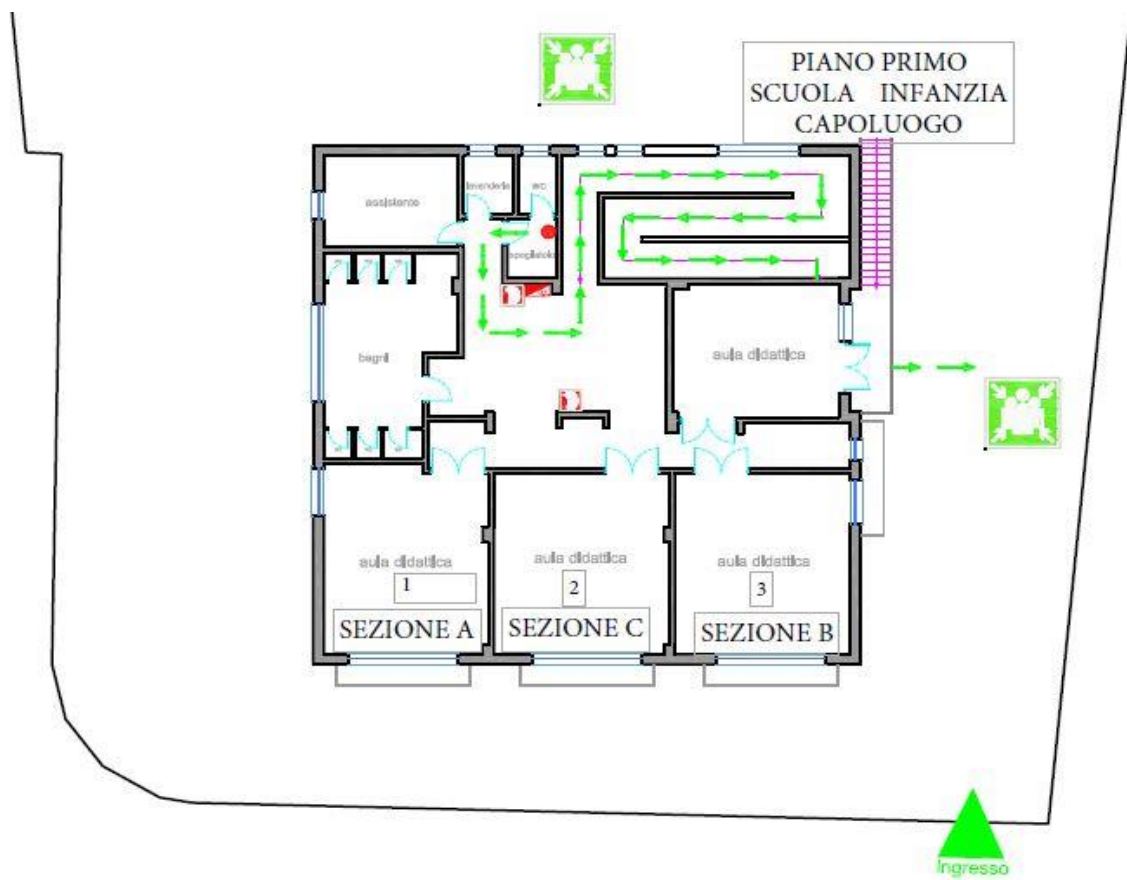 PIANO PRIMO
SCUOLA INFANZIA
CAPOLUOGO
lavanderia
wc
assistente
spogliatoio
bagni
aula didattica
aula didattica
1
SEZIONE A
aula didattica
2
SEZIONE C
aula didattica
3
SEZIONE B
Ingresso